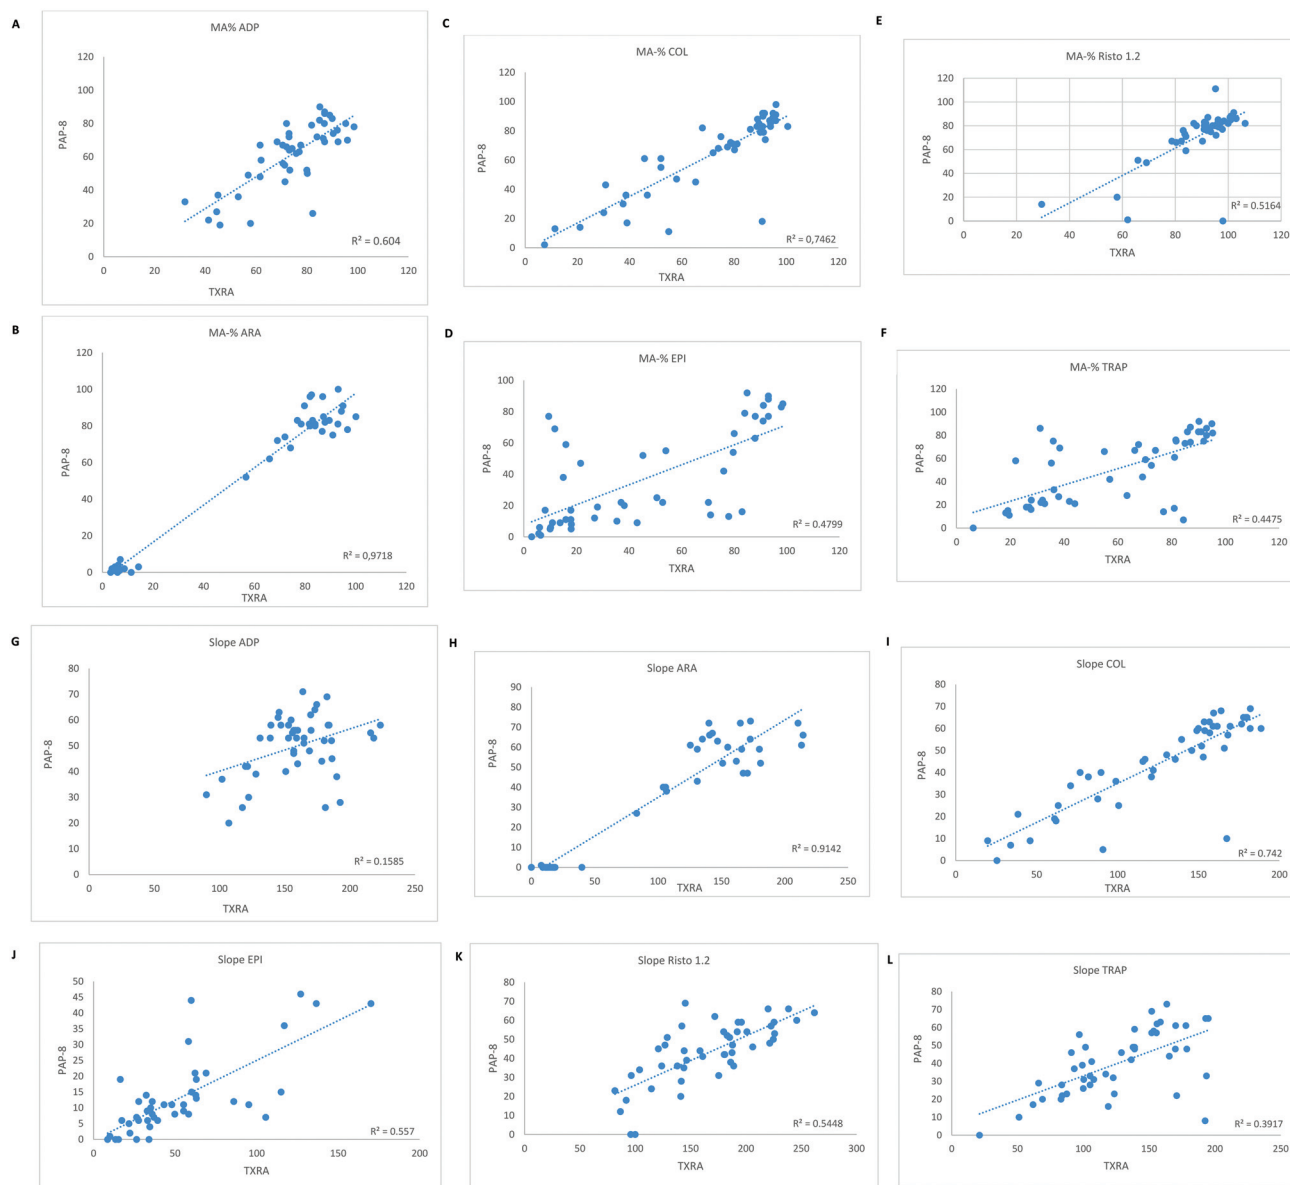 A
MA% ADP
120
100
80
60
40
20
0
PAP-8
0 20 40 60 80 100 120
TXRA
R² = 0.604
C
MA-% COL
120
100
80
60
40
20
0
PAP-8
0 20 40 60 80 100 120
TXRA
R² = 0,7462
E
MA-% Risto 1.2
120
100
80
60
40
20
0
PAP-8
0 20 40 60 80 100 120
TXRA
R² = 0.5164
B
MA-% ARA
120
100
80
60
40
20
0
PAP-8
0 20 40 60 80 100 120
TXRA
R² = 0,9718
D
MA-% EPI
100
90
80
70
60
50
40
30
20
10
0
PAP-8
0 20 40 60 80 100 120
TXRA
R² = 0.4799
F
MA-% TRAP
120
100
80
60
40
20
0
PAP-8
0 20 40 60 80 100 120
TXRA
R² = 0.4475
G
Slope ADP
80
70
60
50
40
30
20
10
0
PAP-8
0 50 100 150 200 250
TXRA
R² = 0.1585
H
Slope ARA
90
80
70
60
50
40
30
20
10
0
PAP-8
0 50 100 150 200 250
TXRA
R² = 0.9142
I
Slope COL
80
70
60
50
40
30
20
10
0
PAP-8
0 50 100 150 200
TXRA
R² = 0.742
J
Slope EPI
50
45
40
35
30
25
20
15
10
5
0
PAP-8
0 50 100 150 200
TXRA
R² = 0.557
K
Slope Risto 1.2
80
70
60
50
40
30
20
10
0
PAP-8
0 50 100 150 200 250 300
TXRA
R² = 0.5448
L
Slope TRAP
80
70
60
50
40
30
20
10
0
PAP-8
0 50 100 150 200 250
TXRA
R² = 0.3917